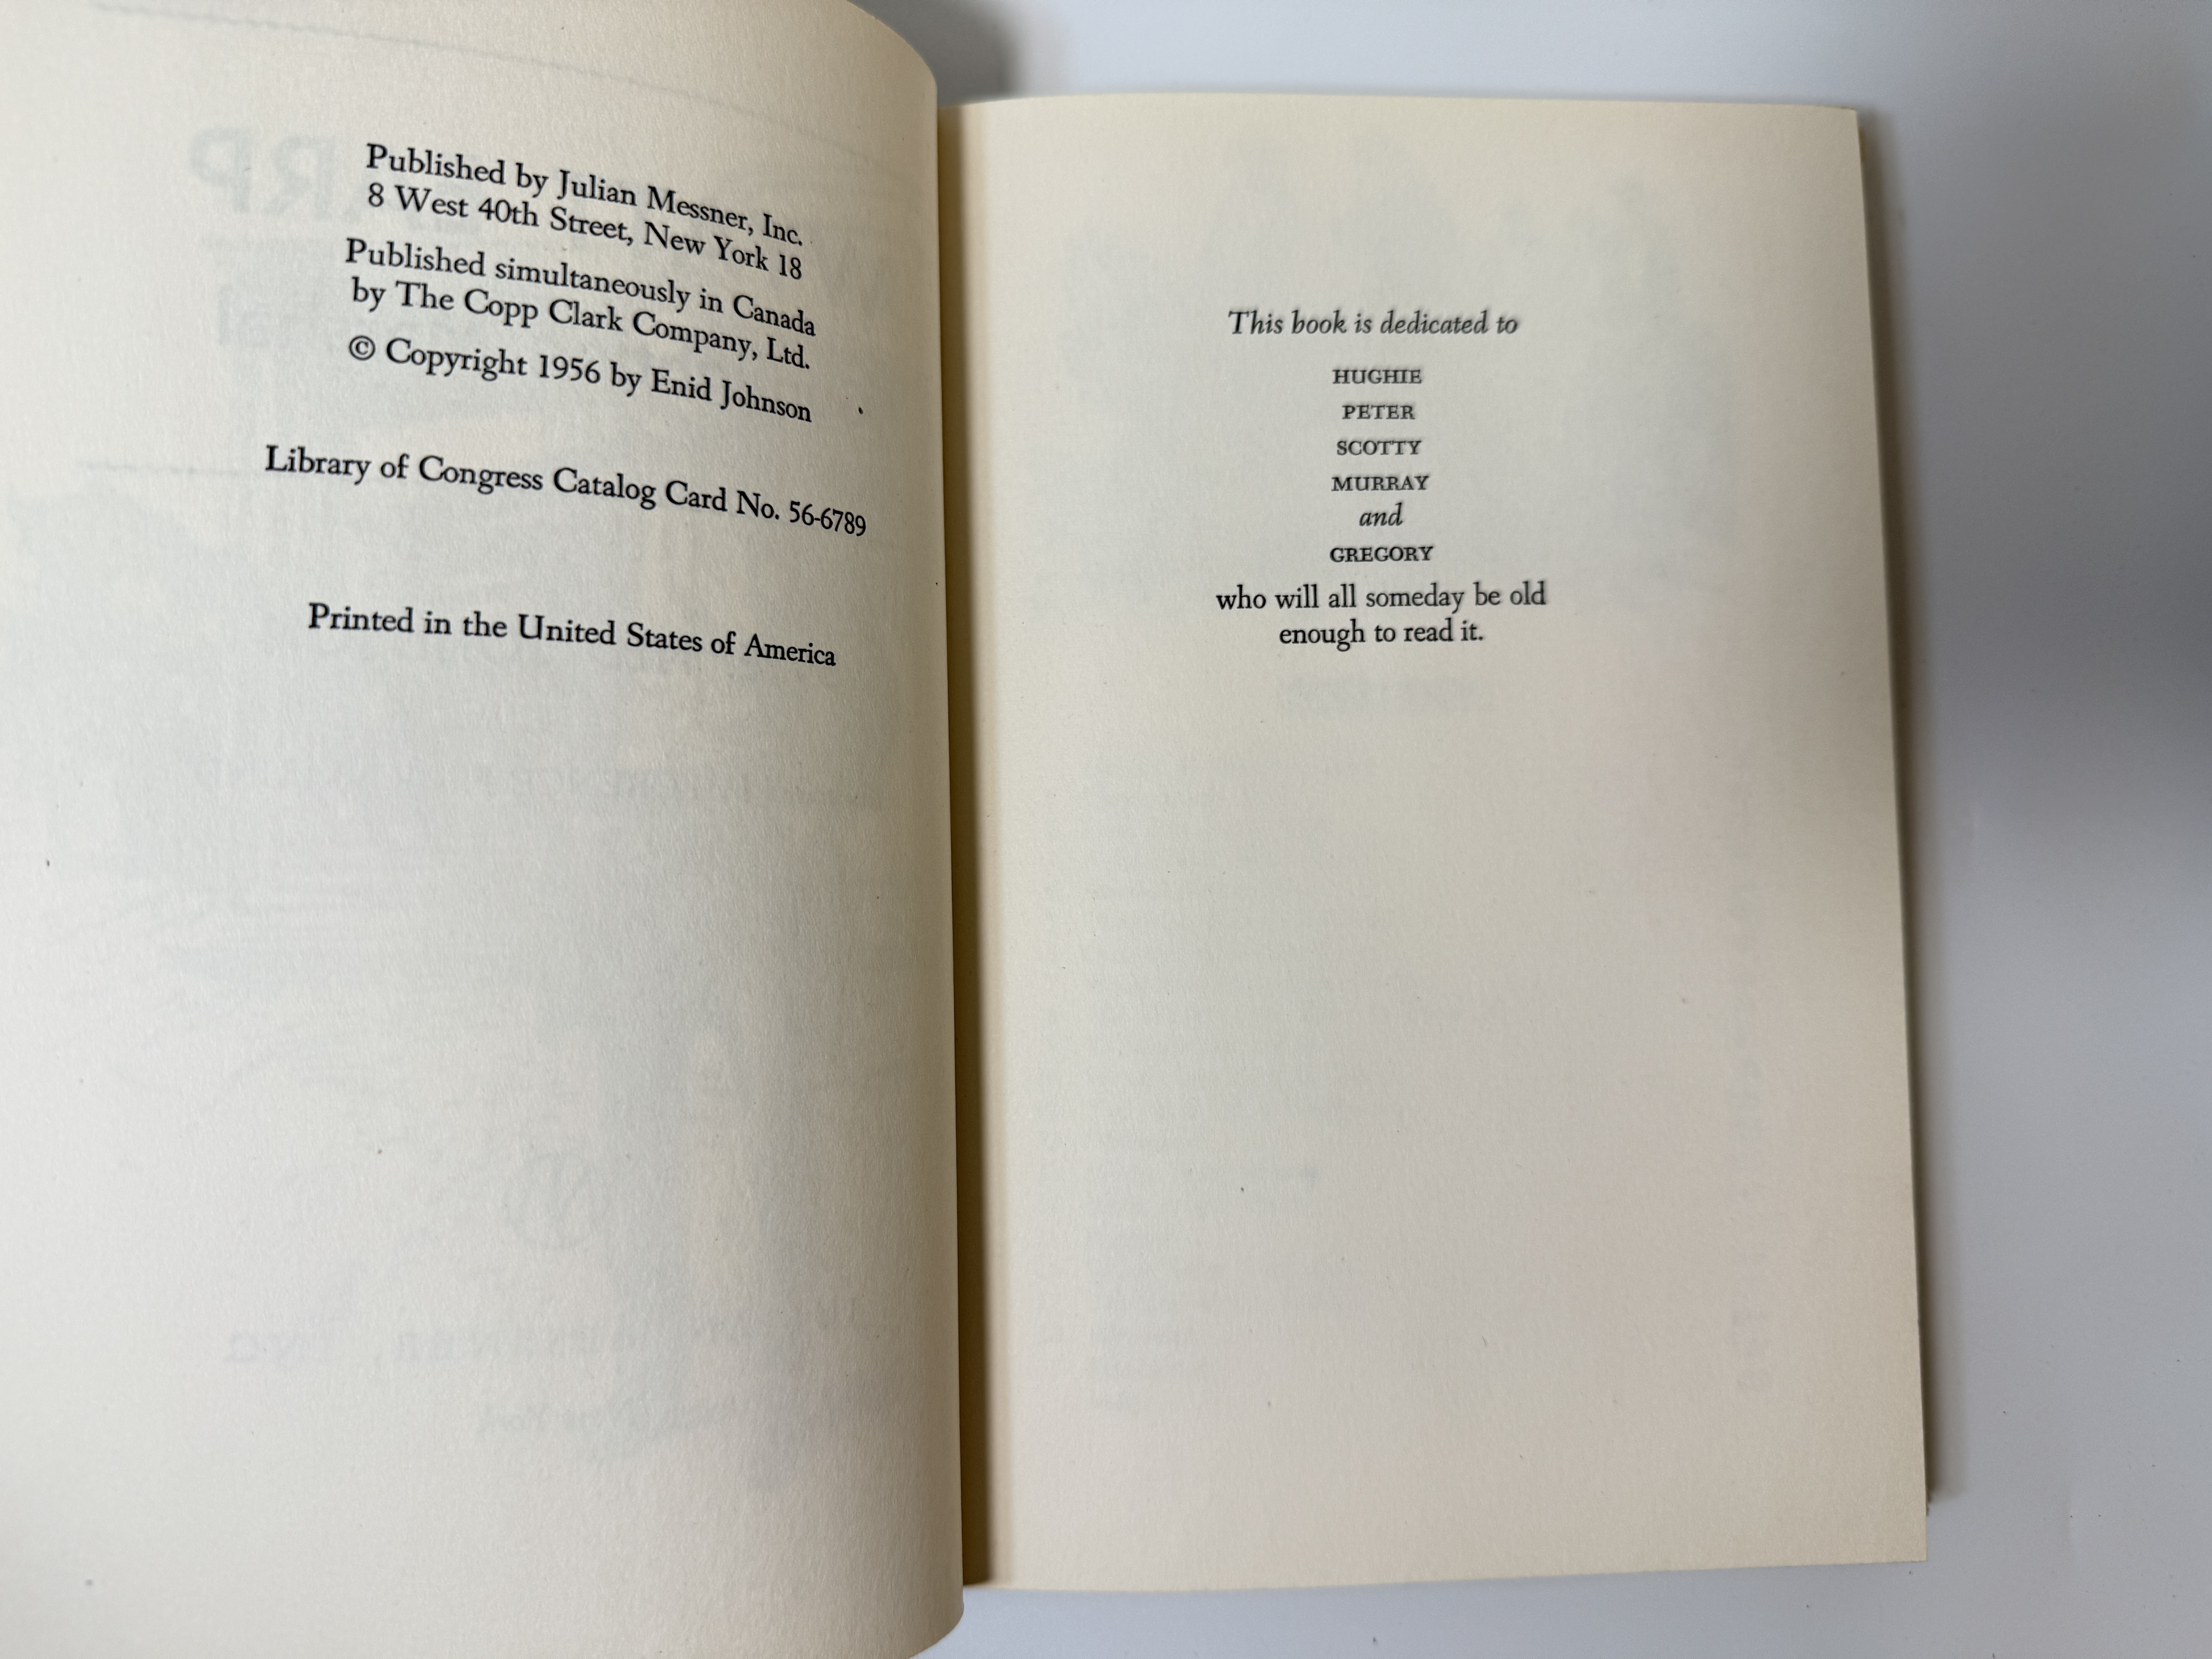 Published by Julian Messner, Inc.
8 West 40th Street, New York 18
Published simultaneously in Canada
by The Copp Clark Company, Ltd.
© Copyright 1956 by Enid Johnson
Library of Congress Catalog Card No. 56-6789
Printed in the United States of America
This book is dedicated to
HUGHIE
PETER
SCOTTY
MURRAY
and
GREGORY
who will all someday be old
enough to read it.